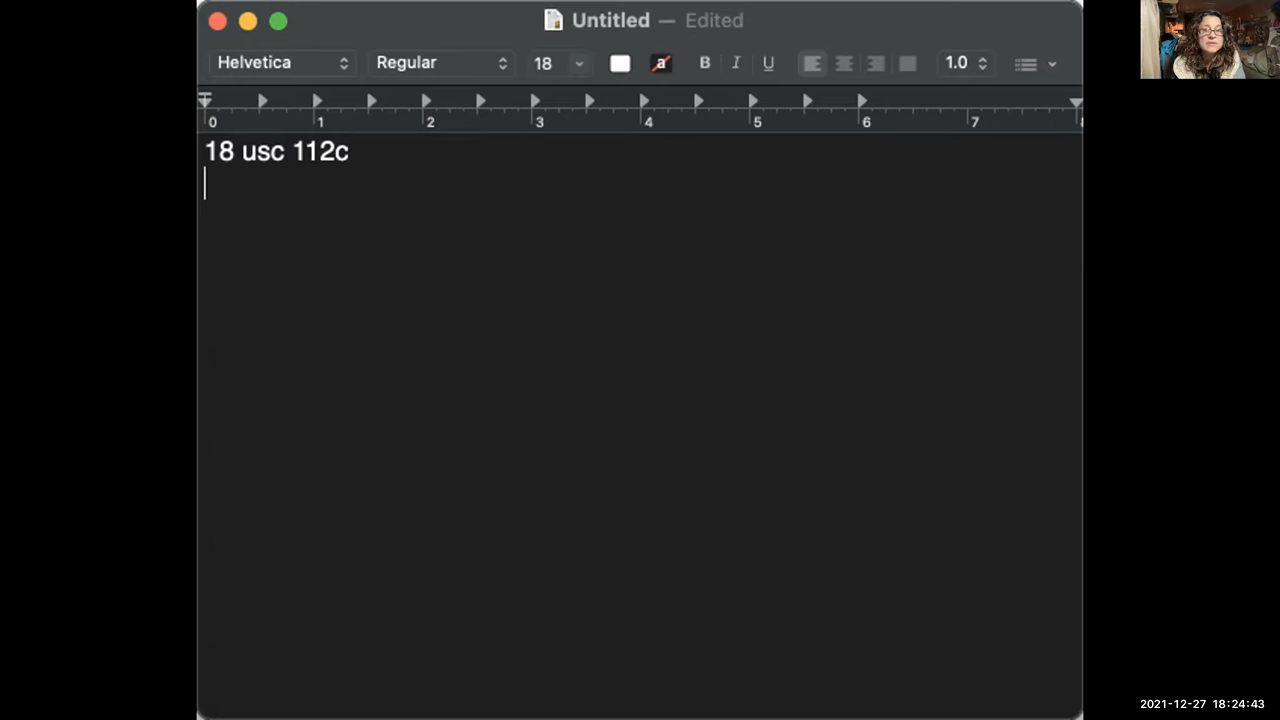 Untitled — Edited
Helvetica Regular 18 a B I U 1.0
0 1 2 3 4 5 6 7
18 usc 112c
2021-12-27 18:24:43